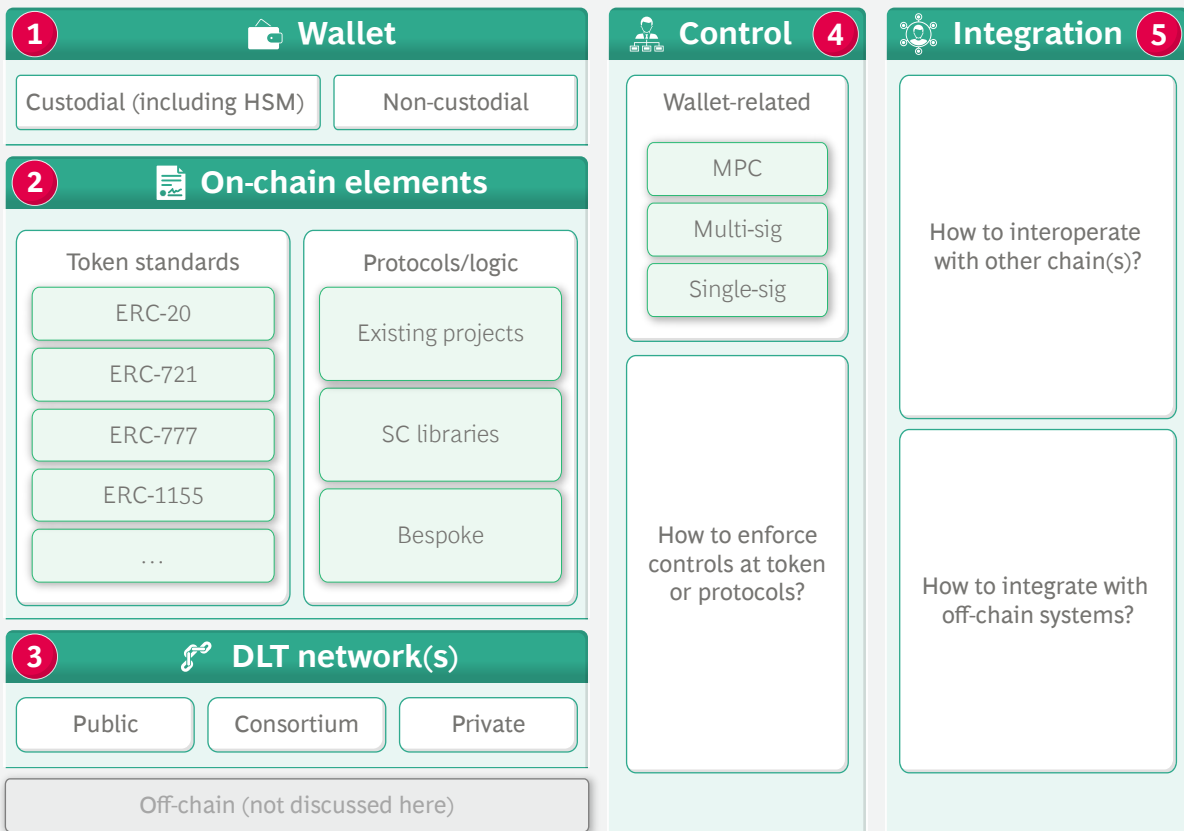 1
Wallet
Custodial (including HSM)
Non-custodial
2
On-chain elements
Token standards
ERC-20
ERC-721
ERC-777
ERC-1155
...
Protocols/logic
Existing projects
SC libraries
Bespoke
3
DLT network(s)
Public
Consortium
Private
Off-chain (not discussed here)
Control
4
Wallet-related
MPC
Multi-sig
Single-sig
How to enforce
controls at token
or protocols?
Integration
5
How to interoperate
with other chain(s)?
How to integrate with
off-chain systems?